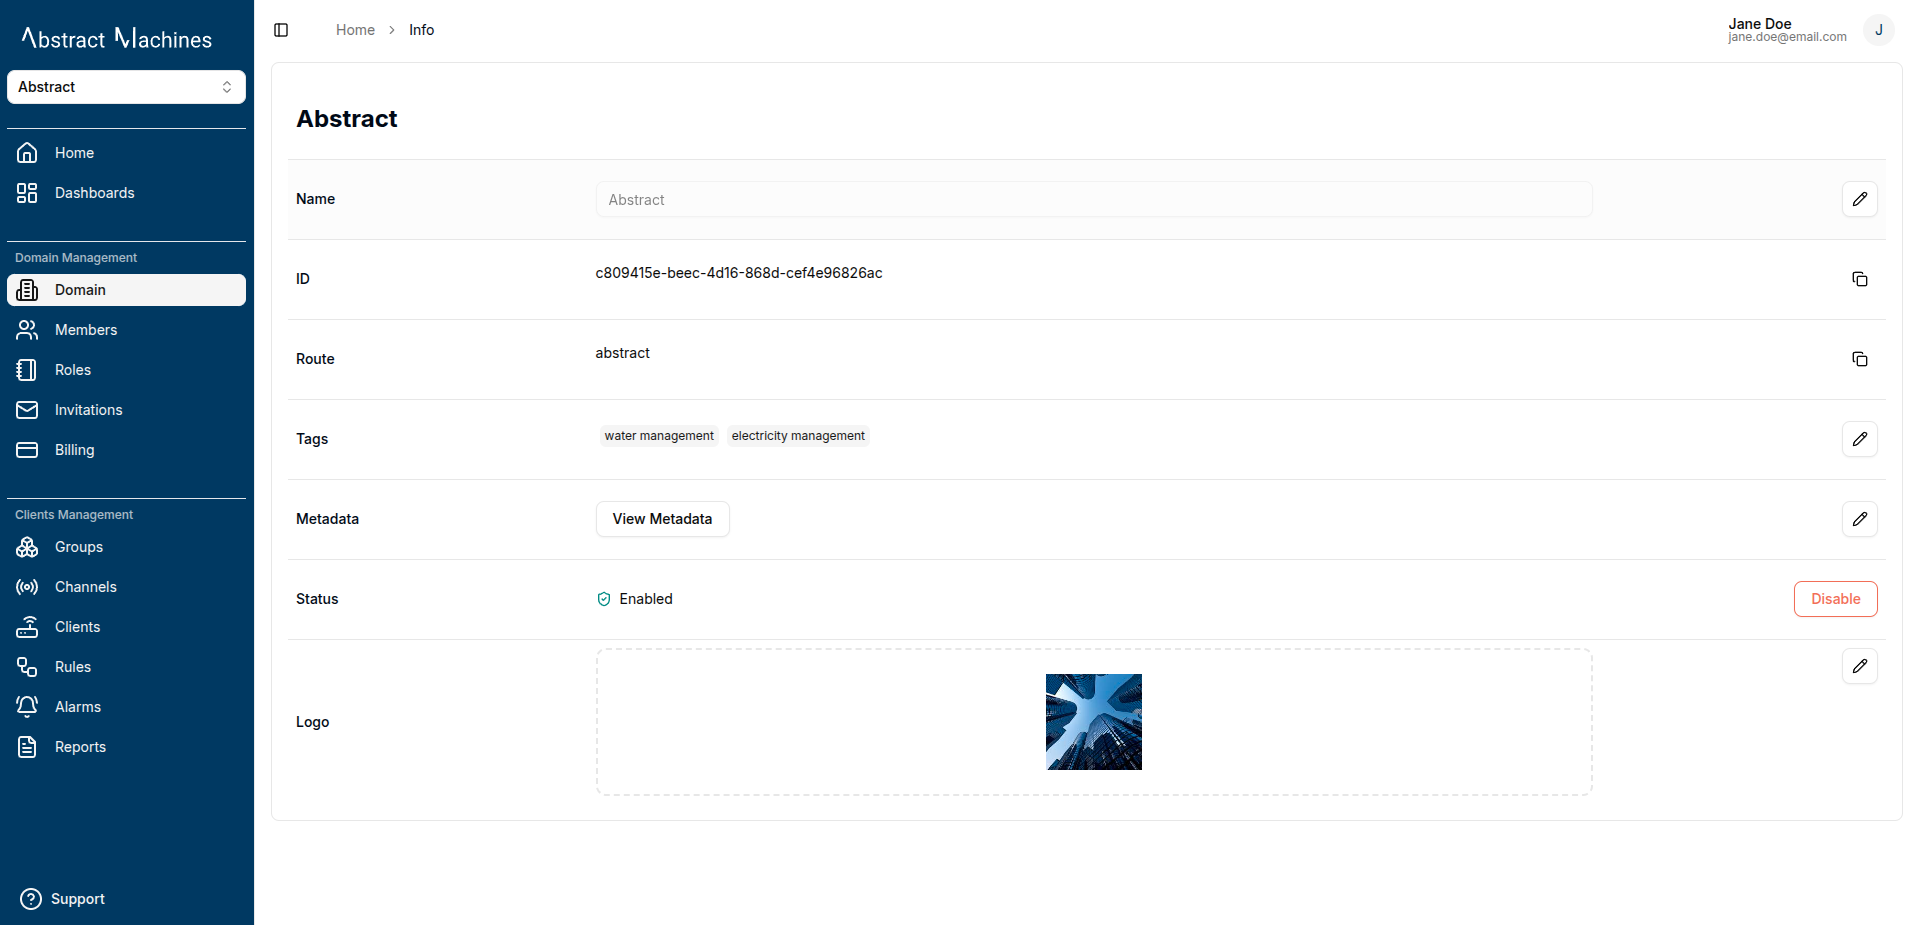 Abstract Machines
Abstract
Home
Dashboards
Domain Management
Domain
Members
Roles
Invitations
Billing
Clients Management
Groups
Channels
Clients
Rules
Alarms
Reports
Support
Home > Info
Jane Doe
jane.doe@email.com
J
Abstract
Name Abstract
ID c809415e-beec-4d16-868d-cef4e96826ac
Route abstract
Tags water management electricity management
Metadata View Metadata
Status Enabled Disable
Logo